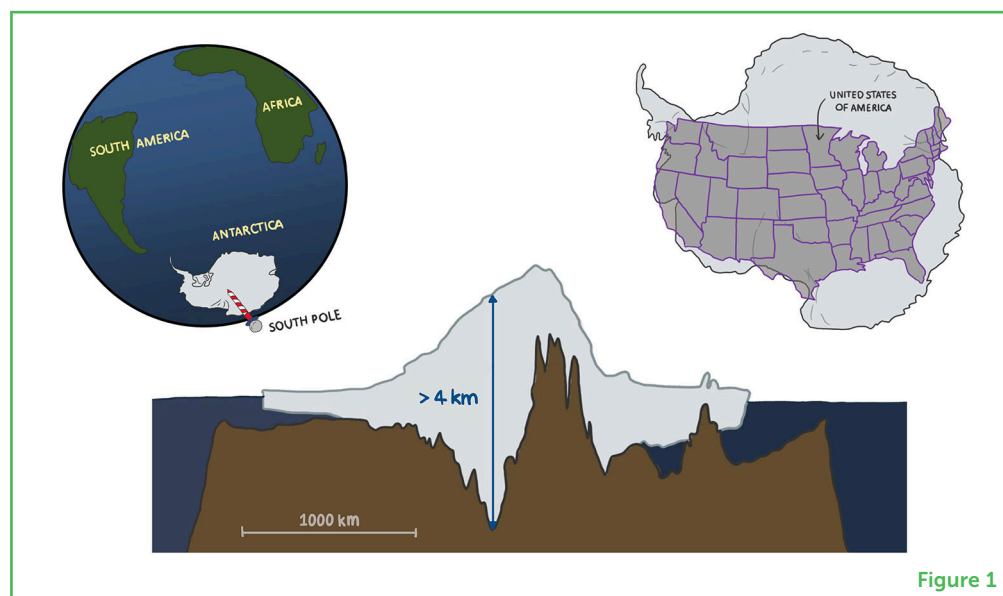 AFRICA
SOUTH AMERICA
ANTARCTICA
SOUTH POLE
UNITED STATES
OF AMERICA
> 4 km
1000 km
Figure 1